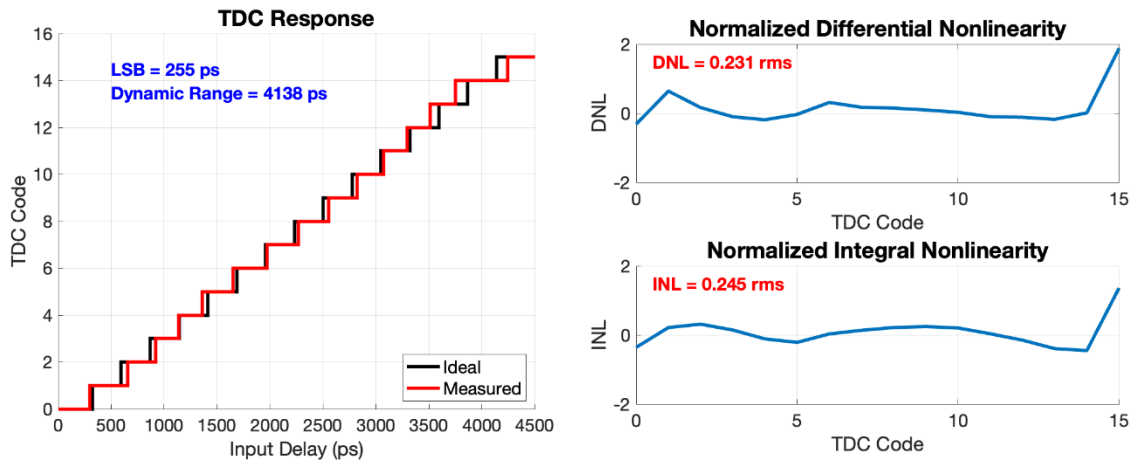 TDC Response
LSB = 255 ps
Dynamic Range = 4138 ps
TDC Code
16
14
12
10
8
6
4
2
0
0 500 1000 1500 2000 2500 3000 3500 4000 4500
Input Delay (ps)
Ideal
Measured
Normalized Differential Nonlinearity
DNL = 0.231 rms
DNL
2
0
-2
0 5 10 15
TDC Code
Normalized Integral Nonlinearity
INL = 0.245 rms
INL
2
0
-2
0 5 10 15
TDC Code